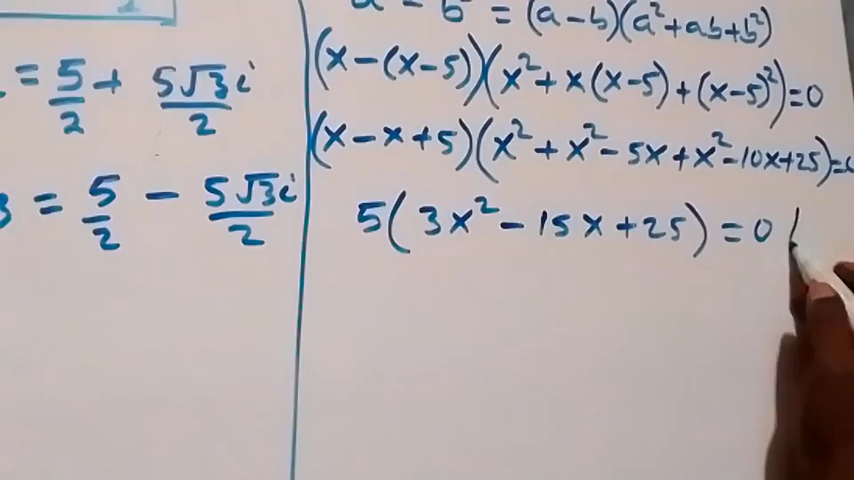 = 5/2 + 5√3i/2
3 = 5/2 - 5√3i/2
= (a-b)(a²+ab+b²)
(x-(x-5))(x²+x(x-5)+(x-5)²)=0
(x-x+5)(x²+x²-5x+x²-10x+25)=0
5(3x²-15x+25)=0